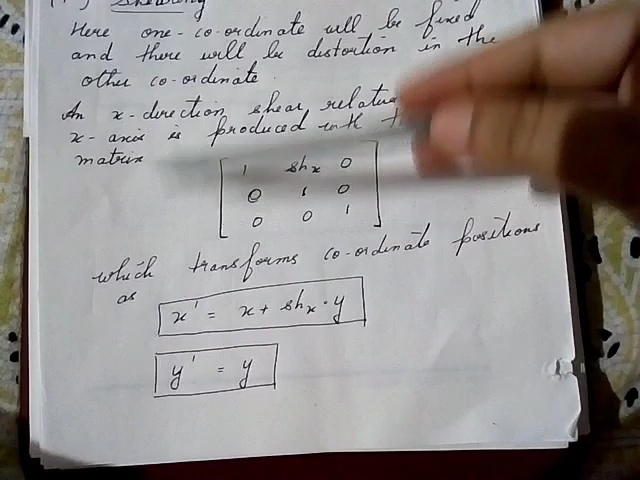 Shearing
Here one-co-ordinate will be fixed
and there will be distortion in the
other co-ordinate.
An x-direction shear
x-axis is produced with
matrix
1 shx 0
0 1 0
0 0 1
which transforms co-ordinate positions
as
x' = x + shx · y
y' = y